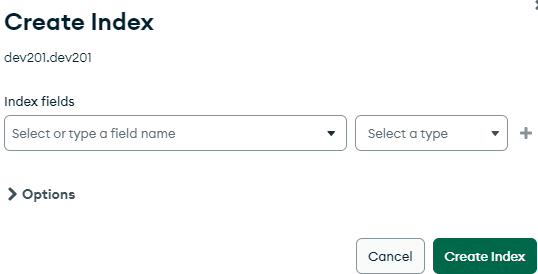 Create Index
dev201.dev201
Index fields
Select or type a field name
Select a type
Options
Cancel
Create Index